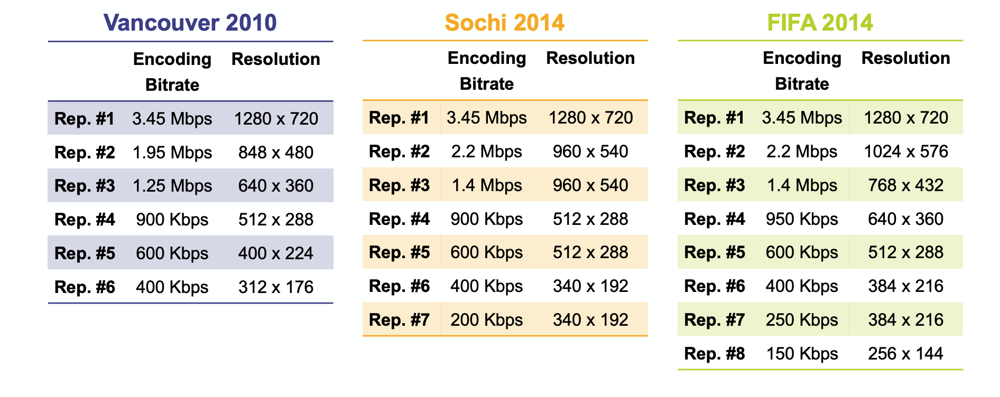 Vancouver 2010
Encoding Resolution
Bitrate
Rep. #1 3.45 Mbps 1280 x 720
Rep. #2 1.95 Mbps 848 x 480
Rep. #3 1.25 Mbps 640 x 360
Rep. #4 900 Kbps 512 x 288
Rep. #5 600 Kbps 400 x 224
Rep. #6 400 Kbps 312 x 176
Sochi 2014
Encoding Resolution
Bitrate
Rep. #1 3.45 Mbps 1280 x 720
Rep. #2 2.2 Mbps 960 x 540
Rep. #3 1.4 Mbps 960 x 540
Rep. #4 900 Kbps 512 x 288
Rep. #5 600 Kbps 512 x 288
Rep. #6 400 Kbps 340 x 192
Rep. #7 200 Kbps 340 x 192
FIFA 2014
Encoding Resolution
Bitrate
Rep. #1 3.45 Mbps 1280 x 720
Rep. #2 2.2 Mbps 1024 x 576
Rep. #3 1.4 Mbps 768 x 432
Rep. #4 950 Kbps 640 x 360
Rep. #5 600 Kbps 512 x 288
Rep. #6 400 Kbps 384 x 216
Rep. #7 250 Kbps 384 x 216
Rep. #8 150 Kbps 256 x 144